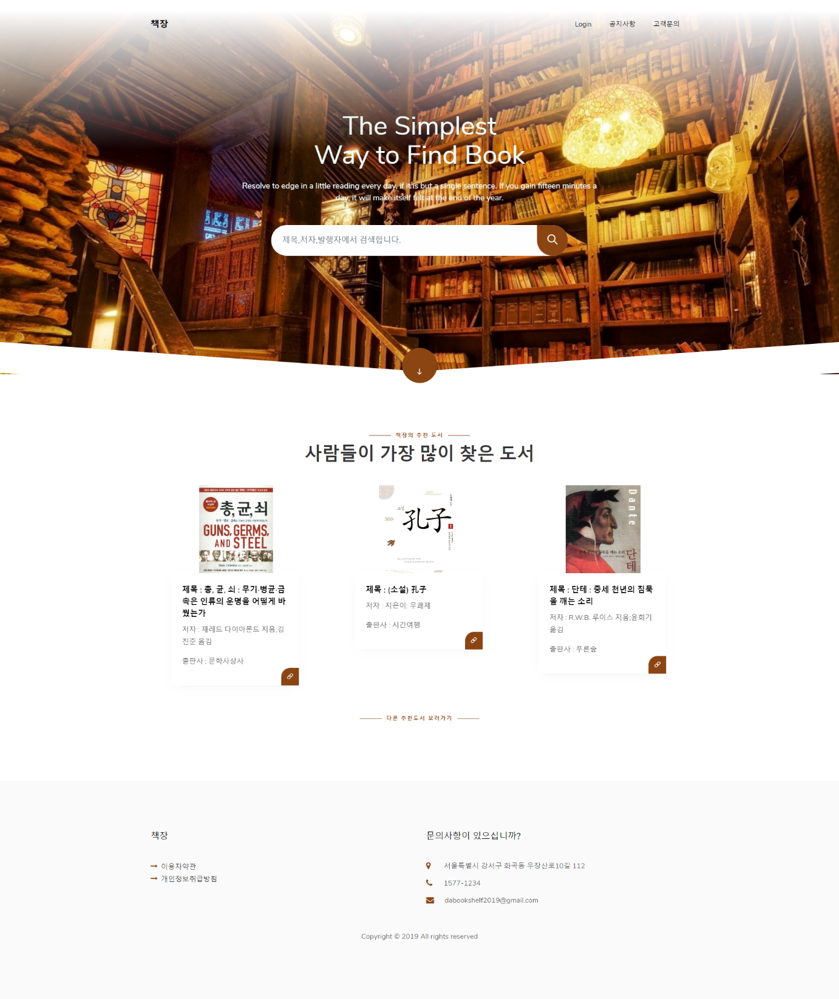 책장
Login 공지사항 고객문의
The Simplest
Way to Find Book
Resolve to edge in a little reading every day, if it is but a single sentence. If you gain fifteen minutes a
day, it will make itself felt at the end of the year.
제목,저자,발행자에서 검색합니다.
책장의 추천 도서
사람들이 가장 많이 찾은 도서
총, 균, 쇠
GUNS, GERMS,
AND STEEL
소설
孔子
1
Dante
단테
제목 : 총, 균, 쇠 : 무기·병균·금
속은 인류의 운명을 어떻게 바
꿨는가
저자 : 재레드 다이아몬드 지음;김
진준 옮김
출판사 : 문학사상사
제목 : (소설) 孔子
저자 : 지은이: 우쾌제
출판사 : 시간여행
제목 : 단테 : 중세 천년의 침묵
을 깨는 소리
저자 : R.W.B. 루이스 지음;윤희기
옮김
출판사 : 푸른숲
다른 추천도서 보러가기
책장
이용자약관
개인정보취급방침
문의사항이 있으십니까?
서울특별시 강서구 화곡동 우장산로10길 112
1577-1234
dabookshelf2019@gmail.com
Copyright © 2019 All rights reserved